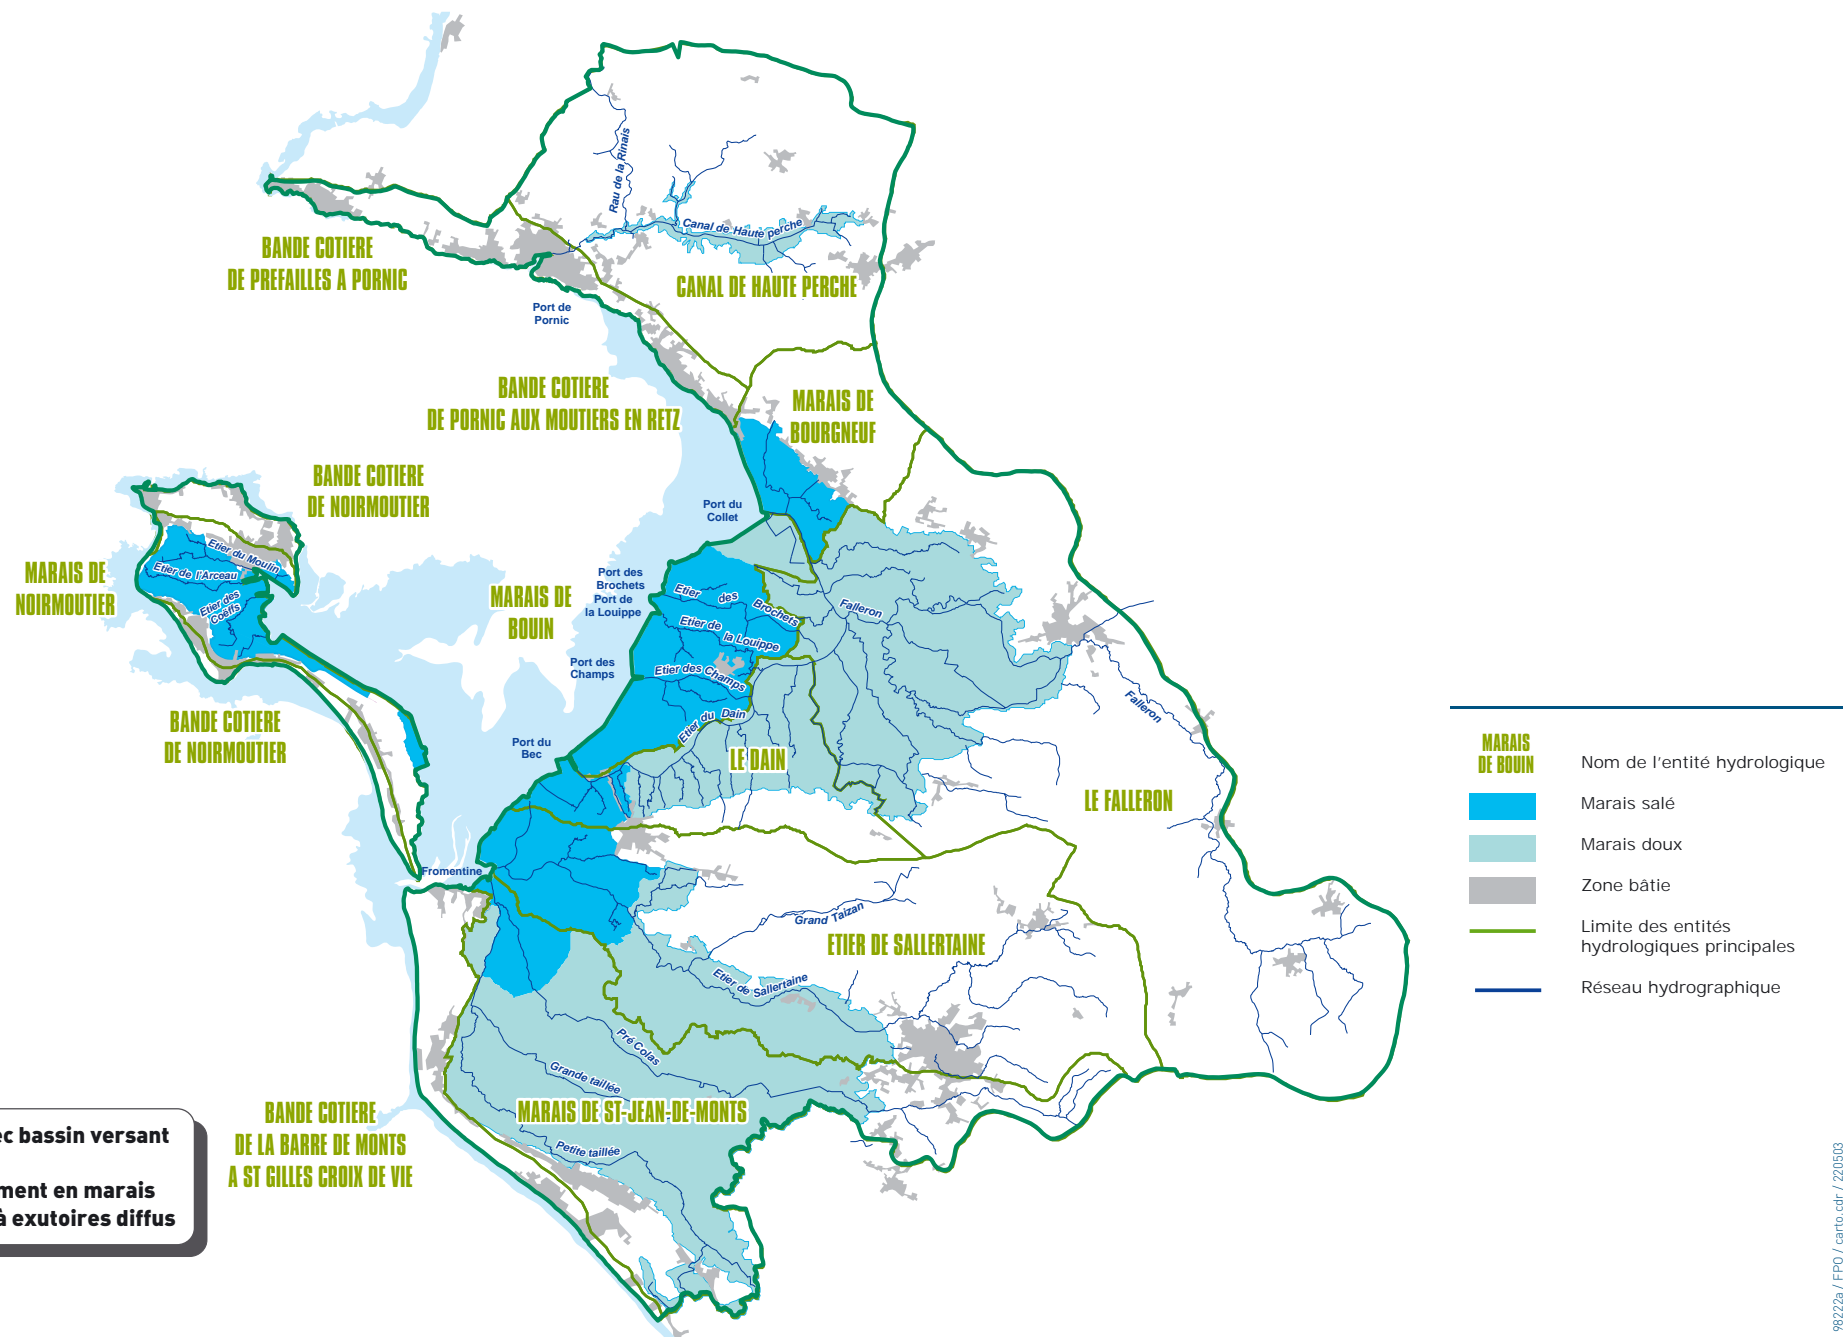 Rau de la Rinais
Canal de Haute perche
BANDE COTIERE
DE PREFAILLES A PORNIC
CANAL DE HAUTE PERCHE
Port de
Pornic
BANDE COTIERE
DE PORNIC AUX MOUTIERS EN RETZ
MARAIS DE
BOURGNEUF
BANDE COTIERE
DE NOIRMOUTIER
Port du
Collet
Etier du Moulin
Etier de l'Arceau
Etier des
Coëffs
MARAIS DE
NOIRMOUTIER
MARAIS DE
BOUIN
Port des
Brochets
Port de
la Louippe
Etier des Brochets
Falleron
Etier de la Louippe
Port des
Champs
Etier des Champs
Falleron
Etier du Dain
BANDE COTIERE
DE NOIRMOUTIER
Port du
Bec
LE DAIN
LE FALLERON
Fromentine
Grand Taizan
ETIER DE SALLERTAINE
Etier de Sallertaine
Pré Colas
Grande taillée
MARAIS DE ST-JEAN-DE-MONTS
Petite taillée
BANDE COTIERE
DE LA BARRE DE MONTS
A ST GILLES CROIX DE VIE
MARAIS
DE BOUIN
Nom de l'entité hydrologique
Marais salé
Marais doux
Zone bâtie
Limite des entités
hydrologiques principales
Réseau hydrographique
c bassin versant
ment en marais
à exutoires diffus
98222a / FPO / carto.cdr / 220503